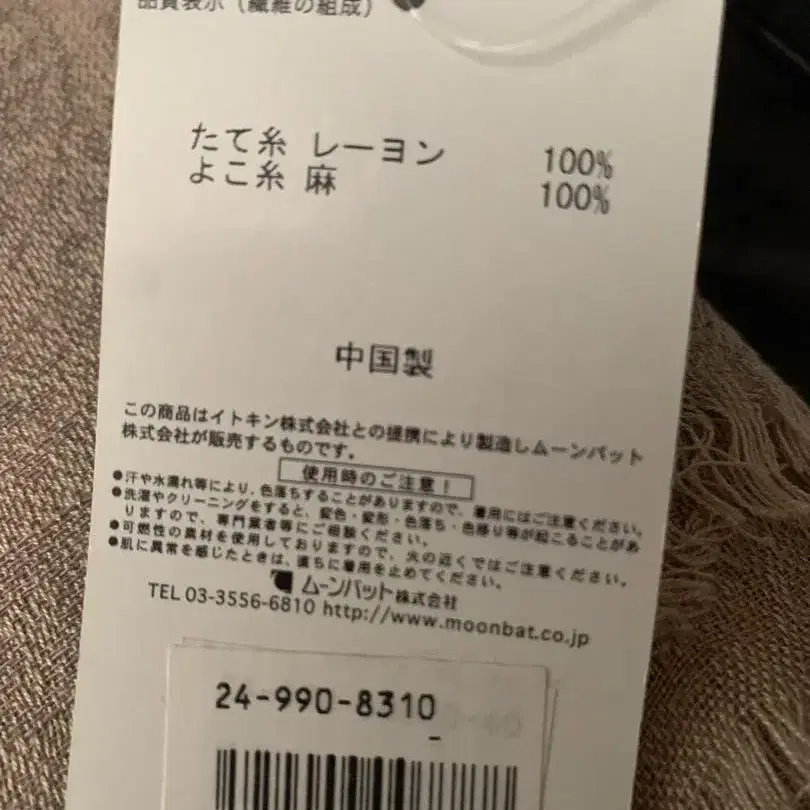 品質表示（繊維の組成）
たて糸 レーヨン 100%
よこ糸 麻 100%
中国製
この商品はイトキン株式会社との提携により製造しムーンバット
株式会社が販売するものです。
使用時のご注意！
●汗や水濡れ等により、色落ちすることがありますので、着用にはご注意ください。
●洗濯やクリーニングをすると、変色・変形・色落ち・色移り等が起こることがあ
りますので、専門業者等にご相談ください。
●可燃性の素材を使用しておりますので、火の近くではご注意ください。
●肌に異常を感じたときは、直ちに着用を止めてください。
ムーンバット株式会社
TEL 03-3556-6810 http://www.moonbat.co.jp
24-990-8310